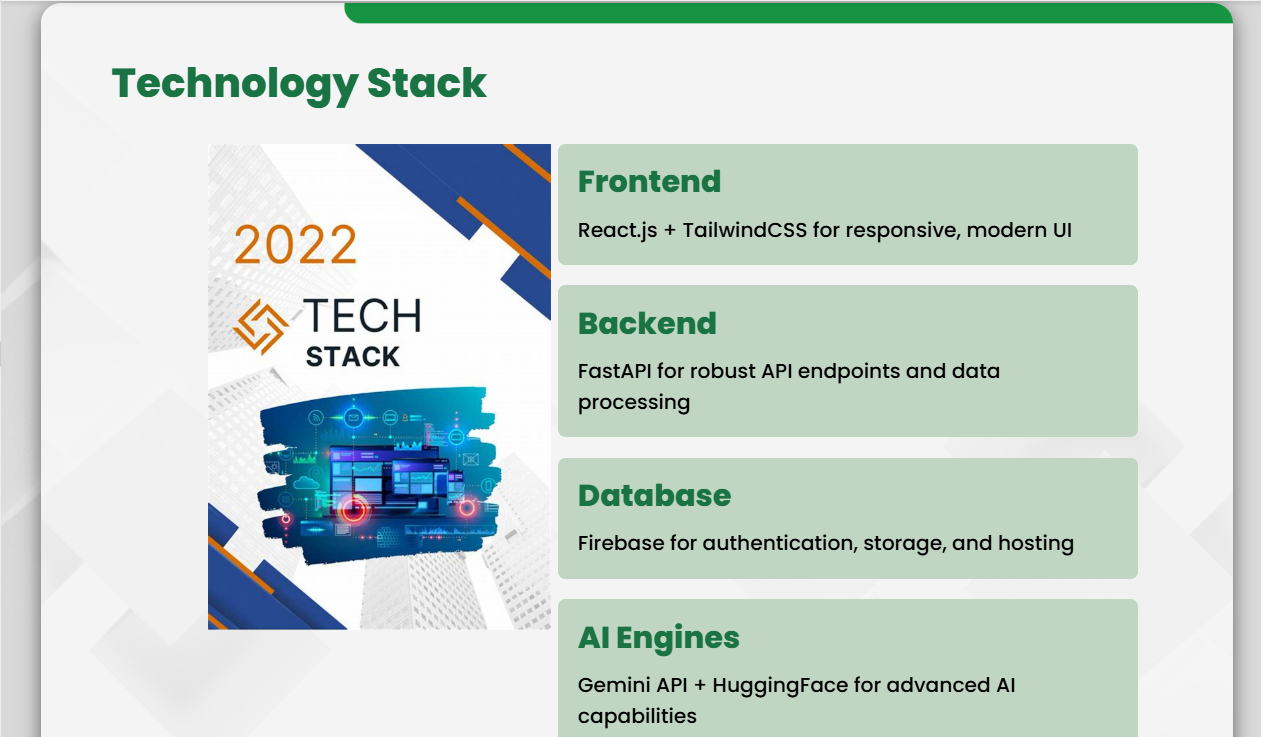 Technology Stack
2022
TECH
STACK
Frontend
React.js + TailwindCSS for responsive, modern UI
Backend
FastAPI for robust API endpoints and data
processing
Database
Firebase for authentication, storage, and hosting
AI Engines
Gemini API + HuggingFace for advanced AI
capabilities